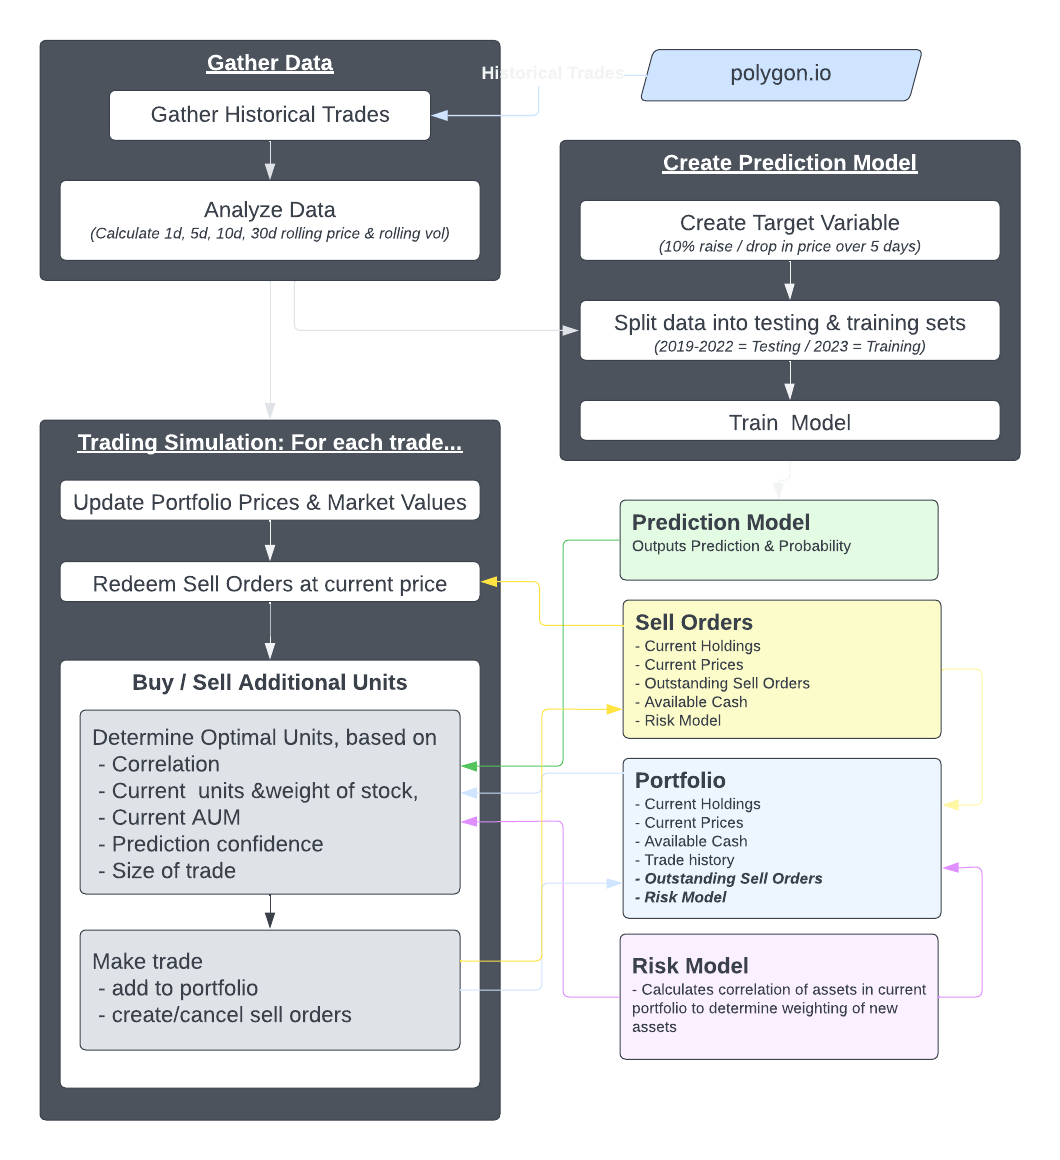 Gather Data
Historical Trades
polygon.io
Gather Historical Trades
Analyze Data
(Calculate 1d, 5d, 10d, 30d rolling price & rolling vol)
Create Prediction Model
Create Target Variable
(10% raise / drop in price over 5 days)
Split data into testing & training sets
(2019-2022 = Testing / 2023 = Training)
Train  Model
Trading Simulation: For each trade...
Update Portfolio Prices & Market Values
Redeem Sell Orders at current price
Buy / Sell Additional Units
Determine Optimal Units, based on
- Correlation
- Current  units &weight of stock,
- Current AUM
- Prediction confidence
- Size of trade
Make trade
- add to portfolio
- create/cancel sell orders
Prediction Model
Outputs Prediction & Probability
Sell Orders
- Current Holdings
- Current Prices
- Outstanding Sell Orders
- Available Cash
- Risk Model
Portfolio
- Current Holdings
- Current Prices
- Available Cash
- Trade history
- Outstanding Sell Orders
- Risk Model
Risk Model
- Calculates correlation of assets in current
portfolio to determine weighting of new
assets